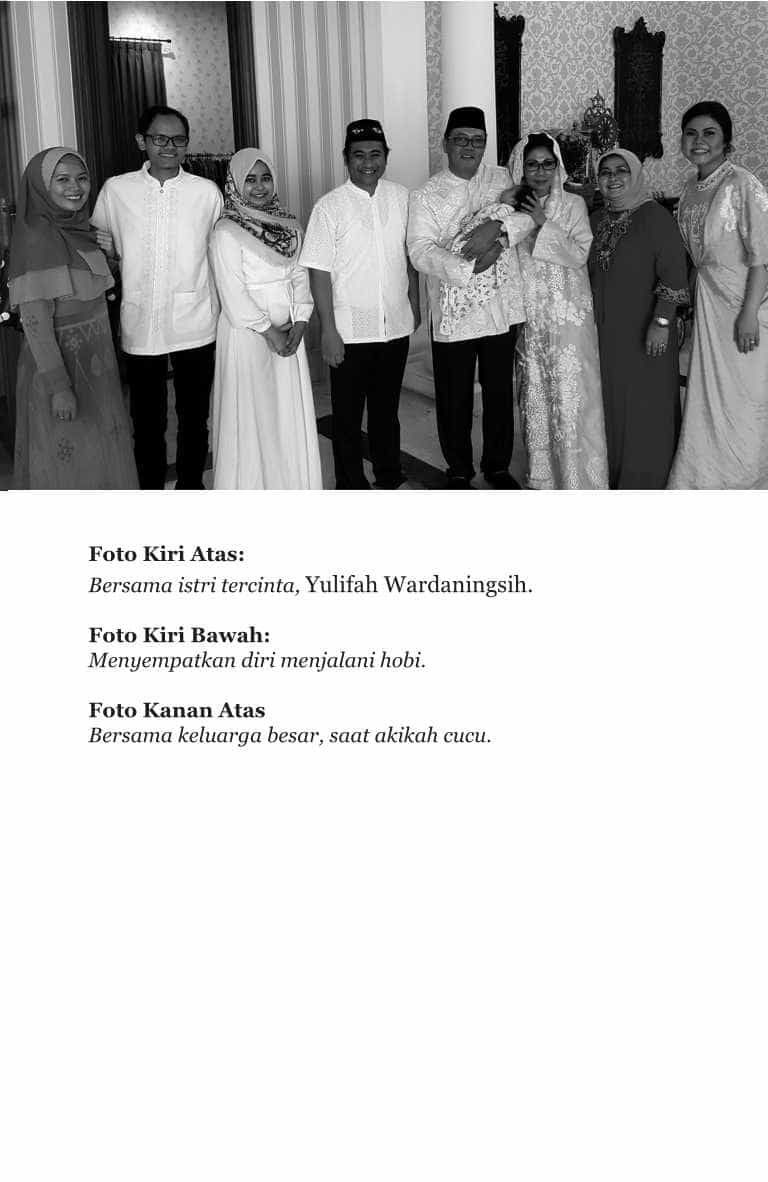 Foto Kiri Atas:
Bersama istri tercinta, Yulifah Wardaningsih.
Foto Kiri Bawah:
Menyempatkan diri menjalani hobi.
Foto Kanan Atas
Bersama keluarga besar, saat akikah cucu.